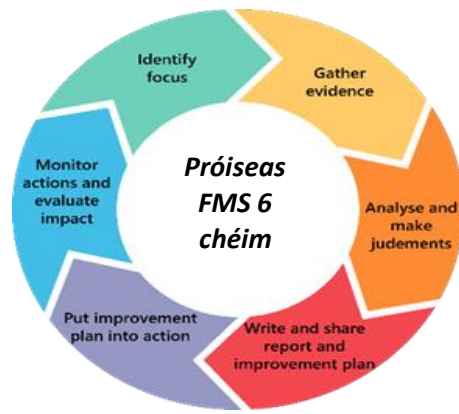 Identify
focus
Gather
evidence
Analyse and
make
judements
Write and share
report and
improvement plan
Put improvement
plan into action
Monitor
actions and
evaluate
impact
Próiseas
FMS 6
chéim